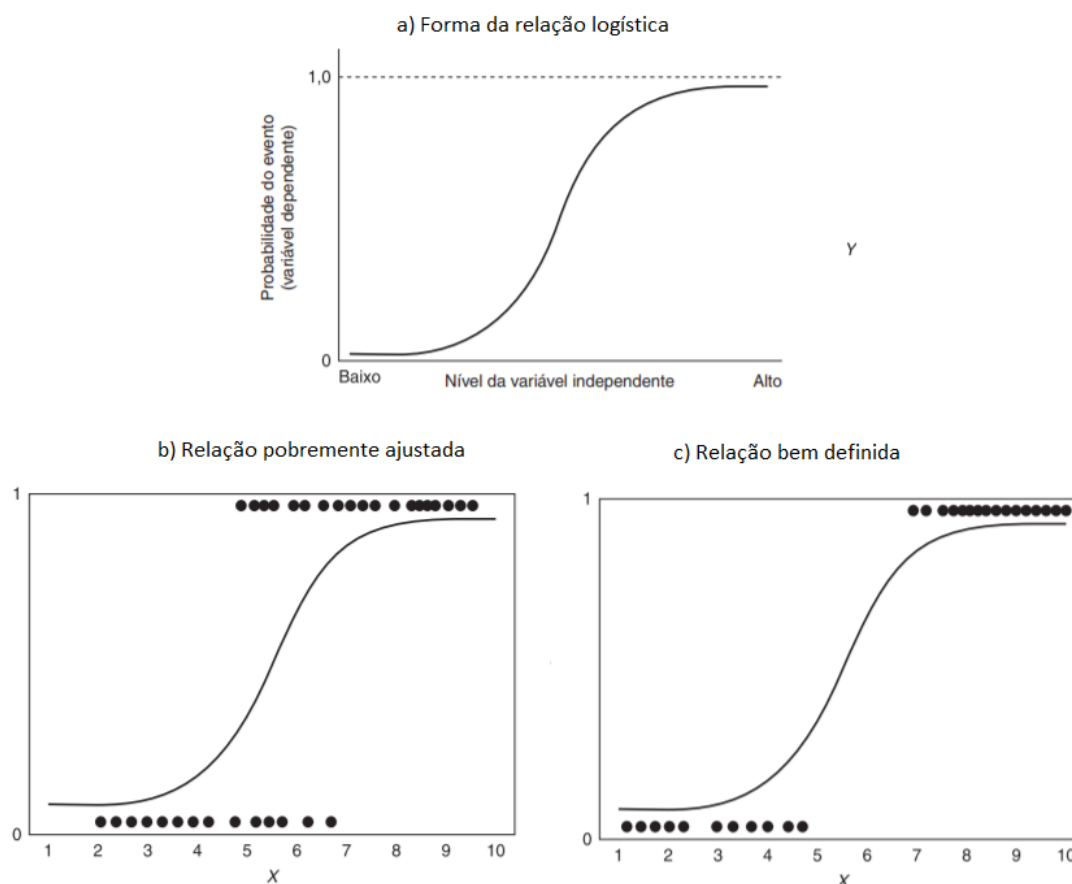 a) Forma da relação logística
1,0
Probabilidade do evento
(variável dependente)
Y
0
Baixo Nível da variável independente Alto
b) Relação pobremente ajustada
1
0
1 2 3 4 5 6 7 8 9 10
X
c) Relação bem definida
1
0
1 2 3 4 5 6 7 8 9 10
X